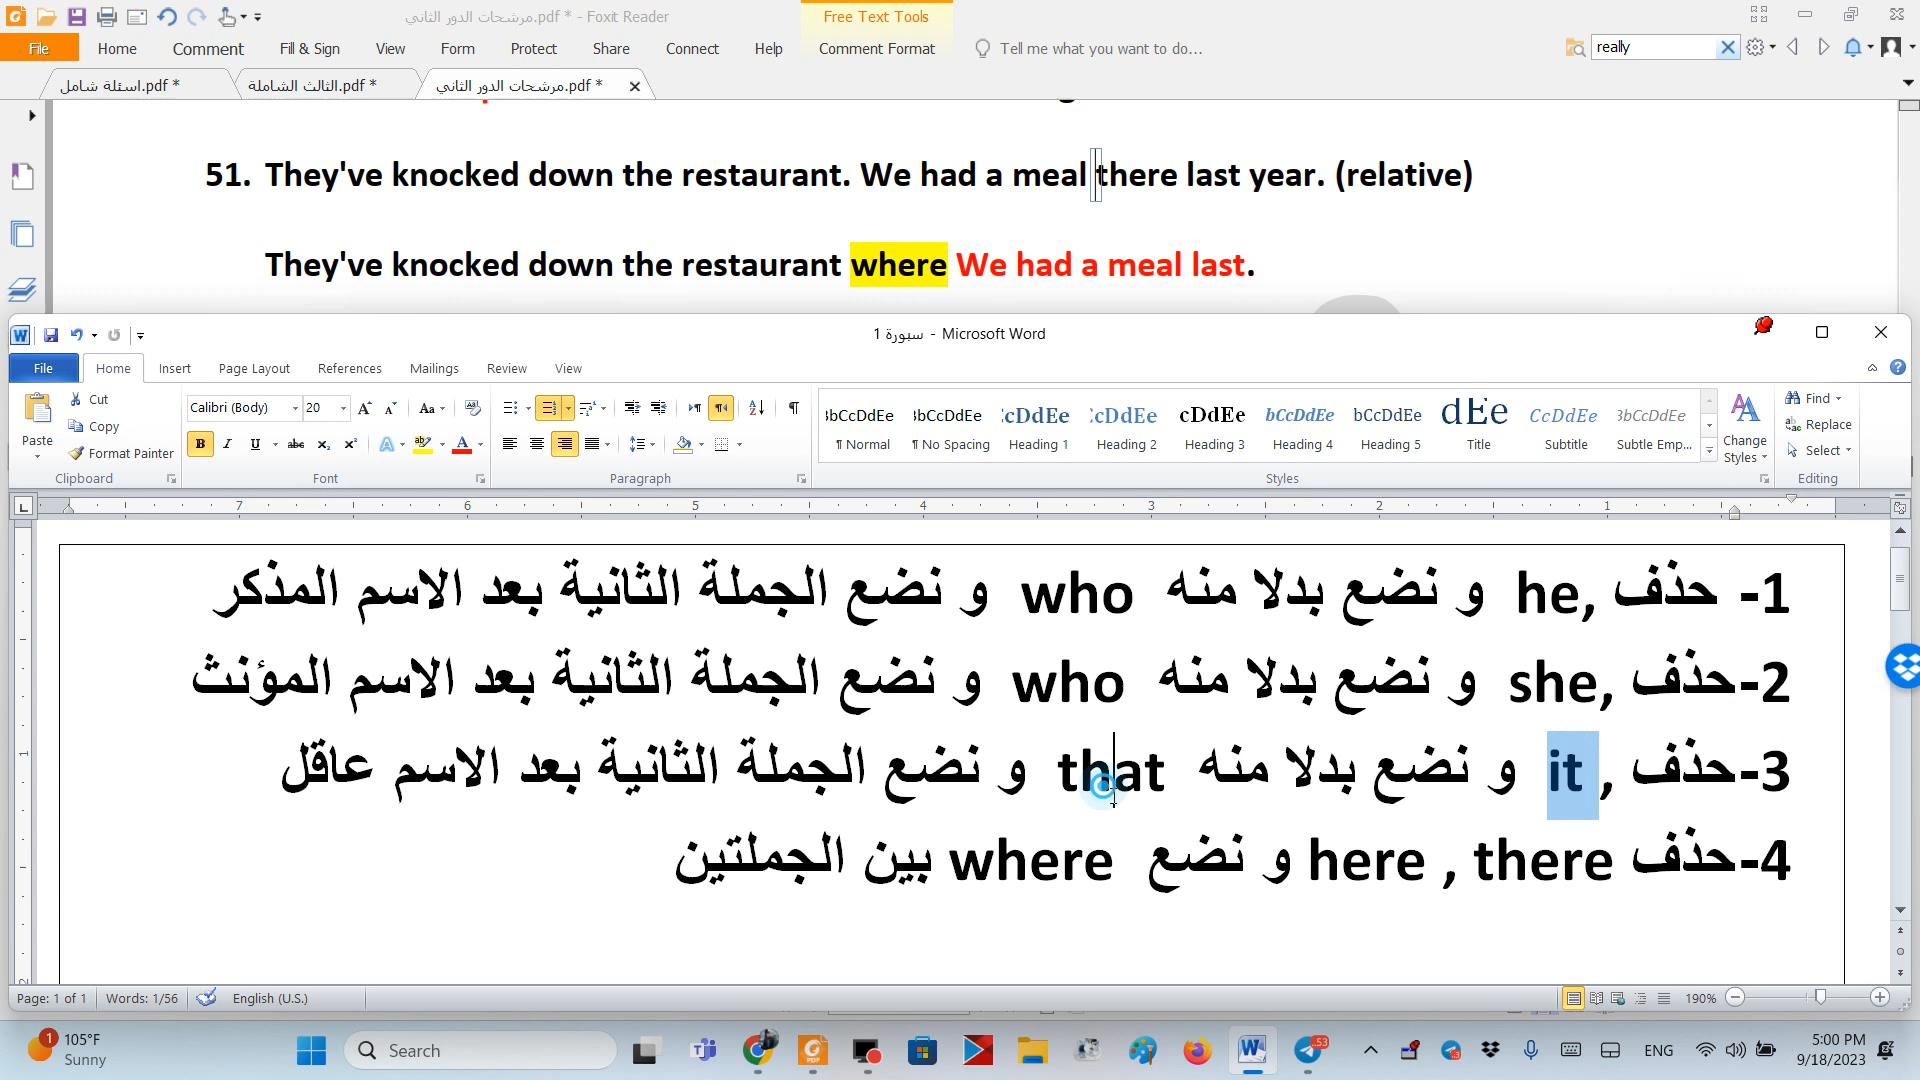 مرشحات الدور الثاني.pdf * - Foxit Reader
Free Text Tools
File Home Comment Fill & Sign View Form Protect Share Connect Help Comment Format Tell me what you want to do... really
اسئلة شامل.pdf * الثالث الشاملة.pdf * مرشحات الدور الثاني.pdf *
51. They've knocked down the restaurant. We had a meal there last year. (relative)
They've knocked down the restaurant where We had a meal last.
سبورة 1 - Microsoft Word
File Home Insert Page Layout References Mailings Review View
Paste Cut Copy Format Painter
Clipboard
Calibri (Body) 20
Font
Paragraph
¶ Normal ¶ No Spacing Heading 1 Heading 2 Heading 3 Heading 4 Heading 5 Title Subtitle Subtle Emp...
Styles
Change Styles
Find Replace Select
Editing
7 6 5 4 3 2 1
1- حذف he, و نضع بدلا منه who و نضع الجملة الثانية بعد الاسم المذكر
2-حذف she, و نضع بدلا منه who و نضع الجملة الثانية بعد الاسم المؤنث
3-حذف , it و نضع بدلا منه that و نضع الجملة الثانية بعد الاسم عاقل
4-حذف here , there و نضع where بين الجملتين
Page: 1 of 1 Words: 1/56 English (U.S.) 190%
105°F
Sunny
Search
53
ENG
5:00 PM
9/18/2023